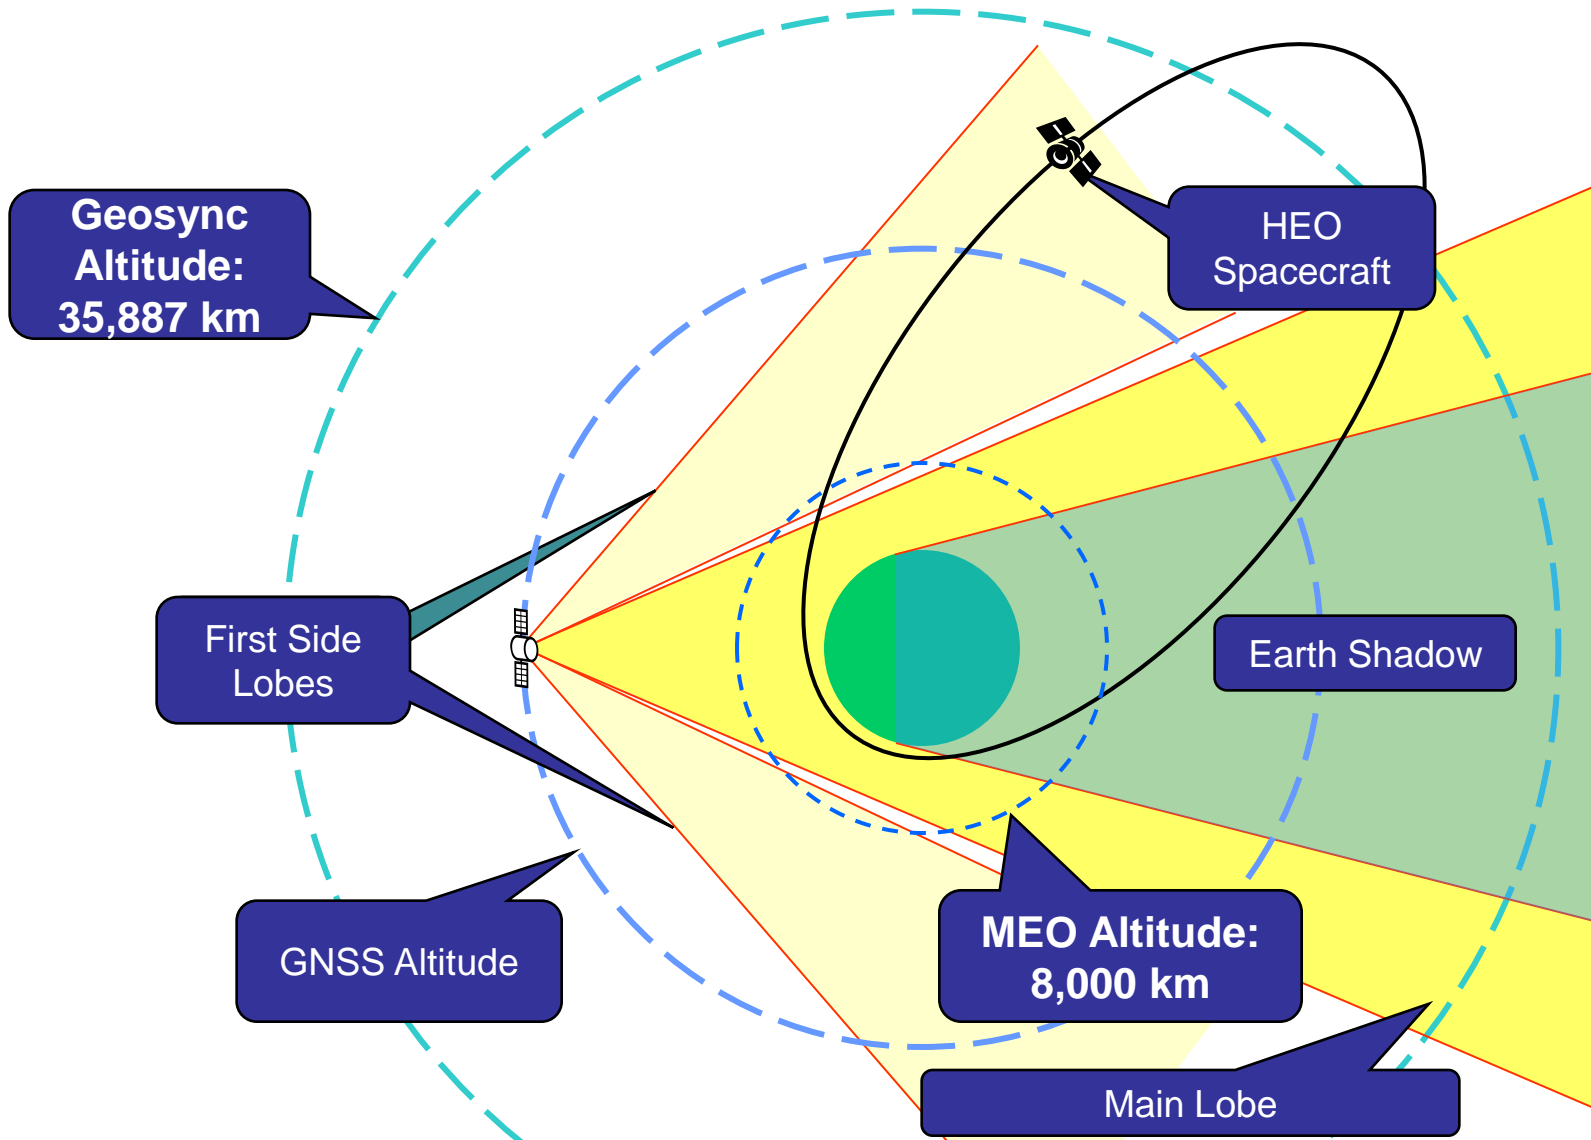 Geosync
Altitude:
35,887 km
HEO
Spacecraft
First Side
Lobes
Earth Shadow
GNSS Altitude
MEO Altitude:
8,000 km
Main Lobe